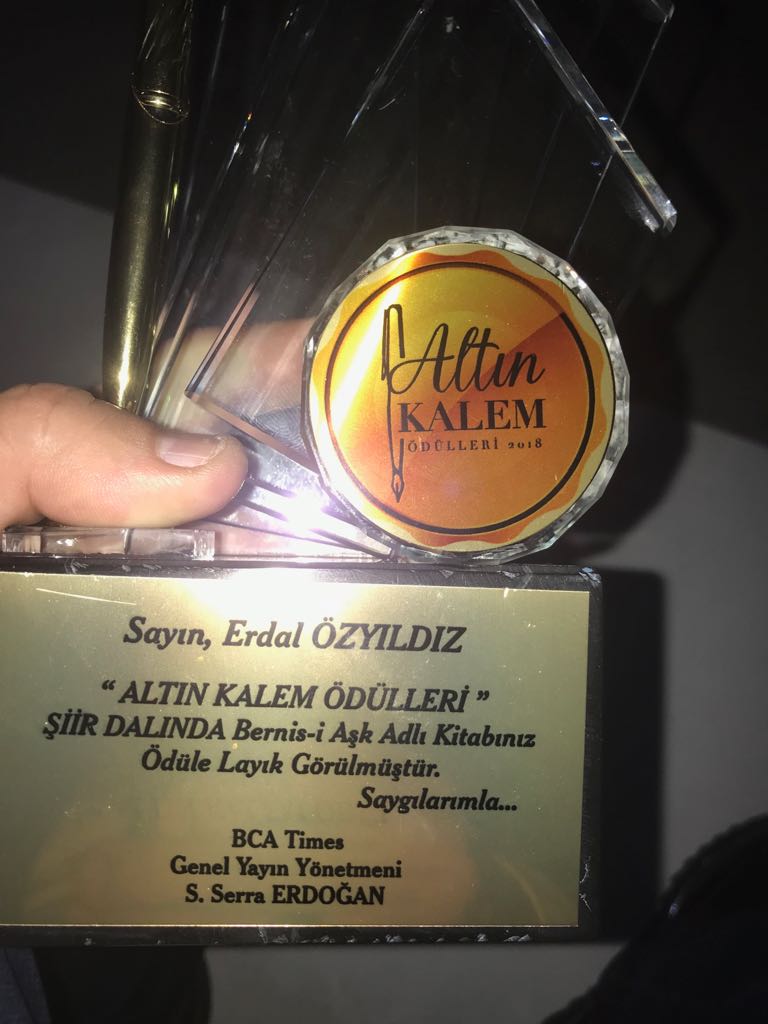 Altın
KALEM
ÖDÜLLERİ 2018
Sayın, Erdal ÖZYILDIZ
“ ALTIN KALEM ÖDÜLLERİ ”
ŞİİR DALINDA Bernis-i Aşk Adlı Kitabınız
Ödüle Layık Görülmüştür.
Saygılarımla...
BCA Times
Genel Yayın Yönetmeni
S. Serra ERDOĞAN